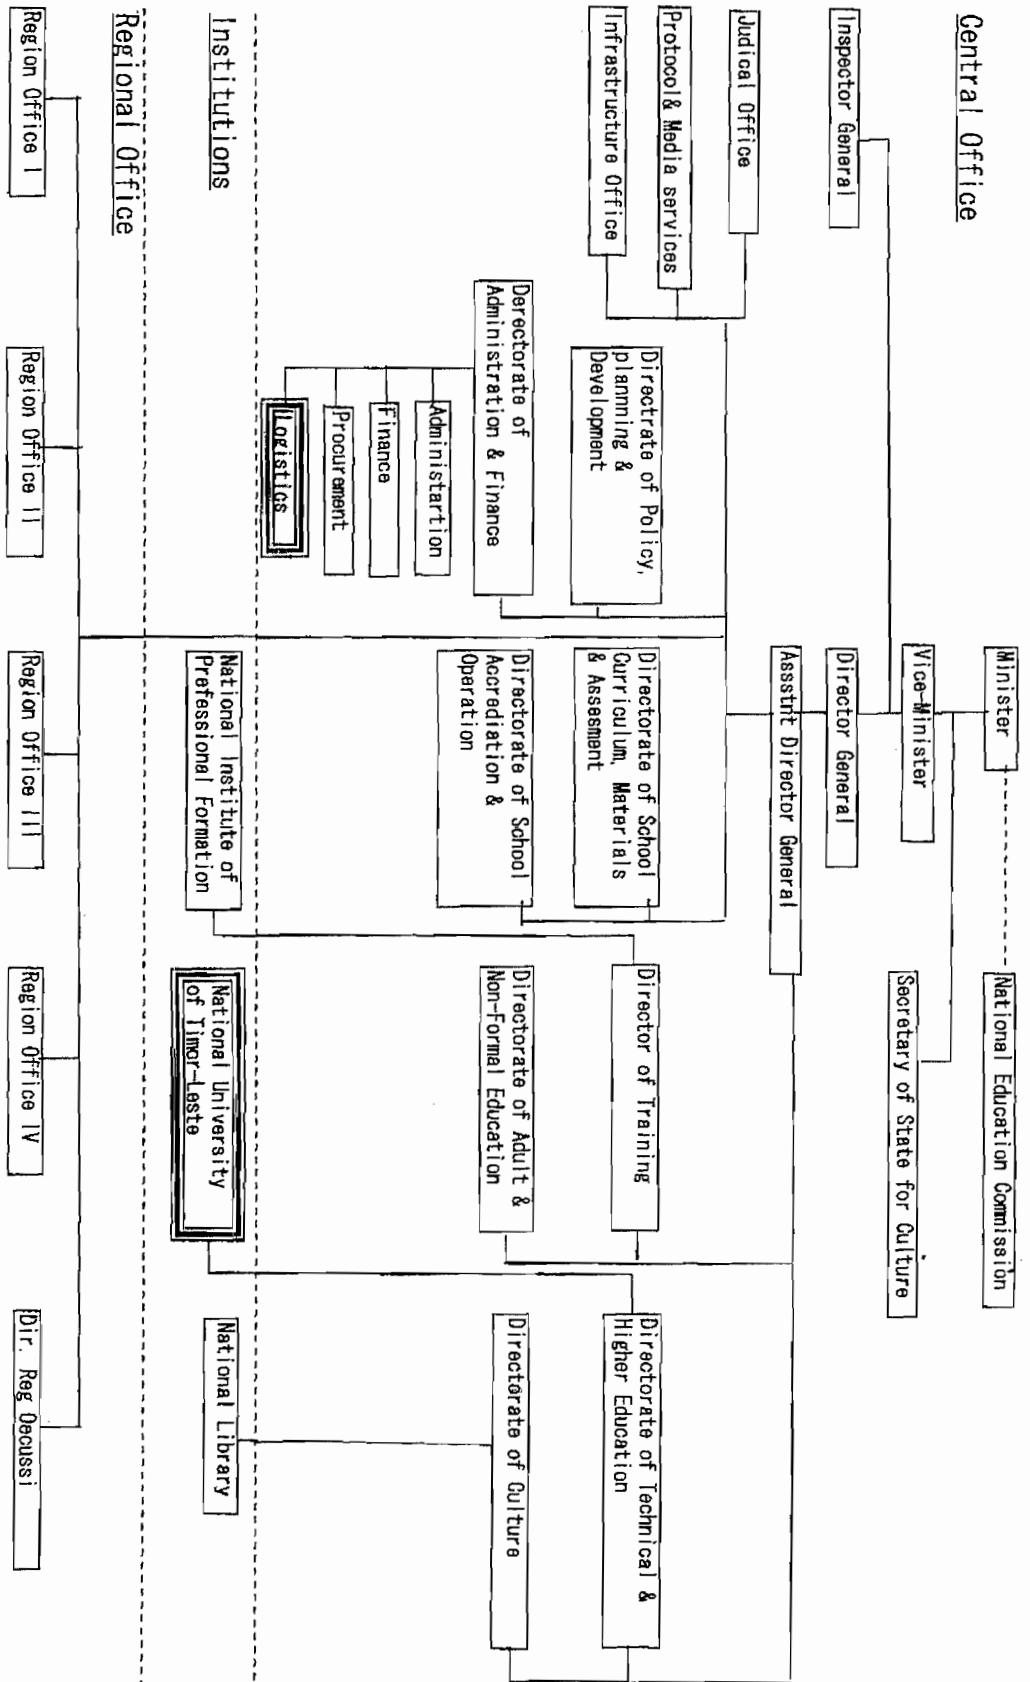 Central Office
Minister
National Education Commission
Vice-Minister
Secretary of State for Culture
Inspector General
Director General
Assstnt Director General
Judical Office
Protocol& Media services
Infrastructure Office
Directrate of Policy,
plannning &
Development
Directorate of School
Curriculum, Materials
& Assesment
Director of Training
Directorate of Technical &
Higher Education
Derectorate of
Administration & Finance
Directorate of School
Accrediation &
Operation
Directorate of Adult &
Non-Formal Education
Directorate of Culture
Administartion
Finance
Procurement
Logistics
Institutions
National Institute of
Prefessional Formation
National University
of Timor-Leste
National Library
Regional Office
Region Office I
Region Office II
Region Office III
Region Office IV
Dir. Reg Oecussi